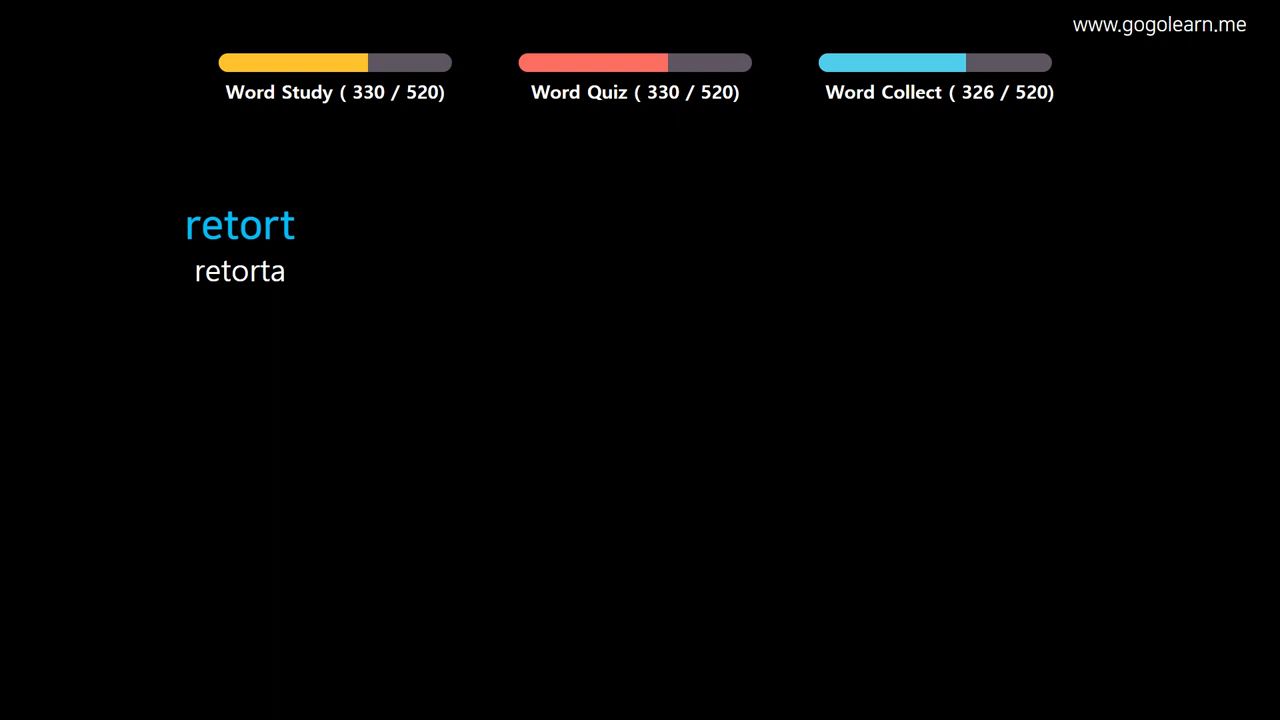 www.gogolearn.me
Word Study ( 330 / 520)
Word Quiz ( 330 / 520)
Word Collect ( 326 / 520)
retort
retorta